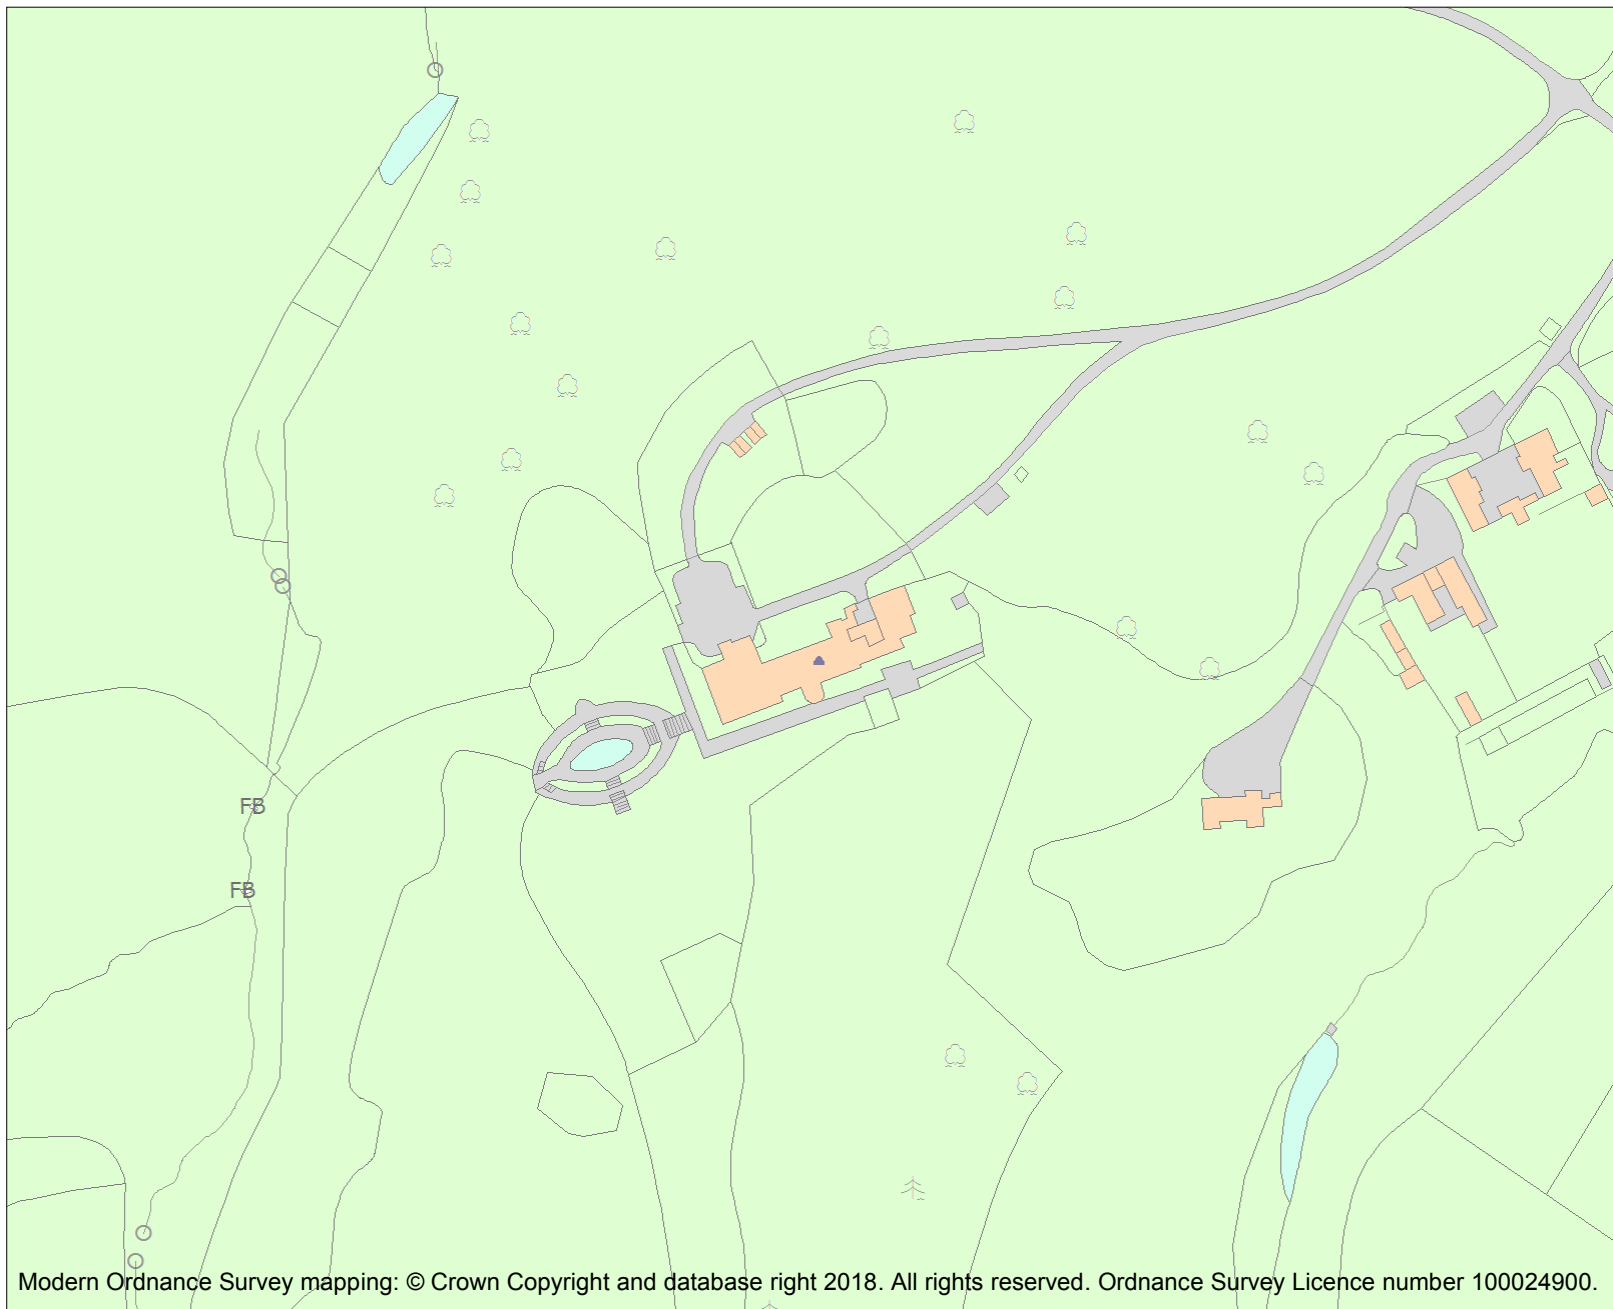 FB
FB
Modern Ordnance Survey mapping: © Crown Copyright and database right 2018. All rights reserved. Ordnance Survey Licence number 100024900.